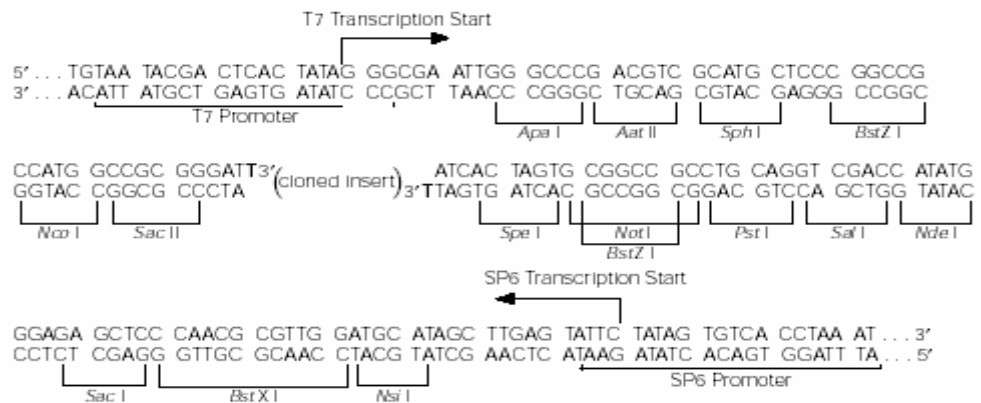 T7 Transcription Start
5′ . . . TGTAA TACGA CTCAC TATAG GGCGA ATTGG GCCCG ACGTC GCATG CTCCC GGCCG
3′ . . . ACATT ATGCT GAGTG ATATC CCGCT TAACC CGGGC TGCAG CGTAC GAGGG CCGGC
T7 Promoter Apa I Aat II Sph I BstZ I
CCATG GCCGC GGGATT3′ (cloned insert) ATCAC TAGTG CGGCC GCCTG CAGGT CGACC ATATG
GGTAC CGGCG CCCTA 3′TTAGTG ATCAC GCCGG CGGAC GTCCA GCTGG TATAC
Nco I Sac II Spe I Not I Pst I Sal I Nde I
BstZ I
SP6 Transcription Start
GGAGA GCTCC CAACG CGTTGG ATGC ATAGC TTGAG TATTC TATAG TGTCA CCTAA AT . . . 3′
CCTCT CGAGG GTTGC GCAACC TACG TATCG AACTC ATAAG ATATC ACAGT GGATT TA . . . 5′
Sac I BstX I Nsi I SP6 Promoter